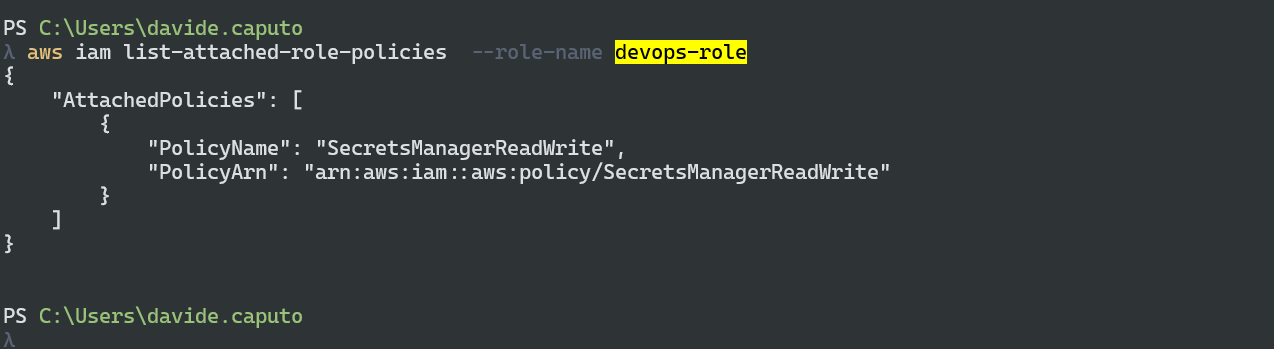 PS C:\Users\davide.caputo
λ aws iam list-attached-role-policies  --role-name devops-role
{
    "AttachedPolicies": [
        {
            "PolicyName": "SecretsManagerReadWrite",
            "PolicyArn": "arn:aws:iam::aws:policy/SecretsManagerReadWrite"
        }
    ]
}
PS C:\Users\davide.caputo
λ